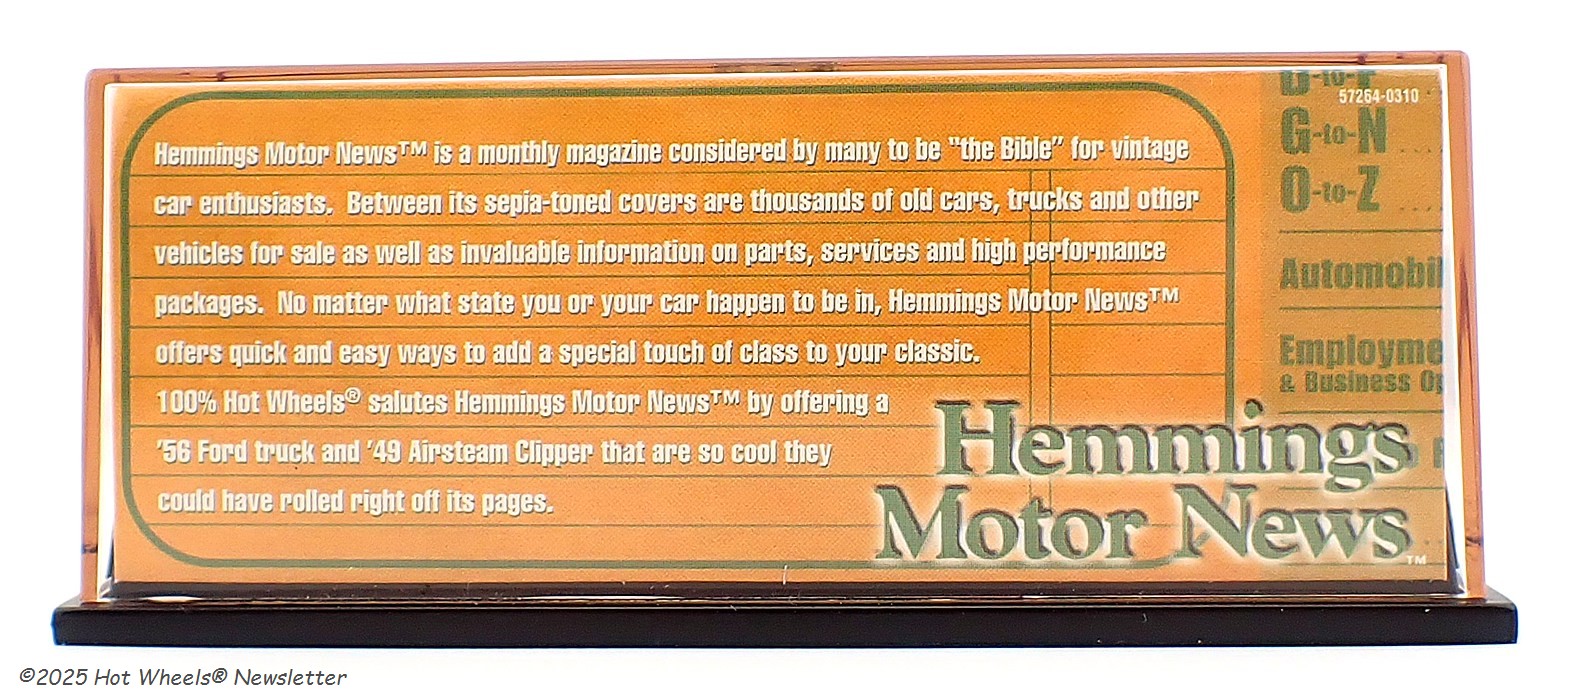 Hemmings Motor News™ is a monthly magazine considered by many to be "the Bible" for vintage
car enthusiasts. Between its sepia-toned covers are thousands of old cars, trucks and other
vehicles for sale as well as invaluable information on parts, services and high performance
packages. No matter what state you or your car happen to be in, Hemmings Motor News™
offers quick and easy ways to add a special touch of class to your classic.
100% Hot Wheels® salutes Hemmings Motor News™ by offering a
'56 Ford truck and '49 Airsteam Clipper that are so cool they
could have rolled right off its pages.
57264-0310
G-to-N ....
O-to-Z ....
Automobil
Employme
& Business Op
Hemmings
Motor News™
©2025 Hot Wheels® Newsletter